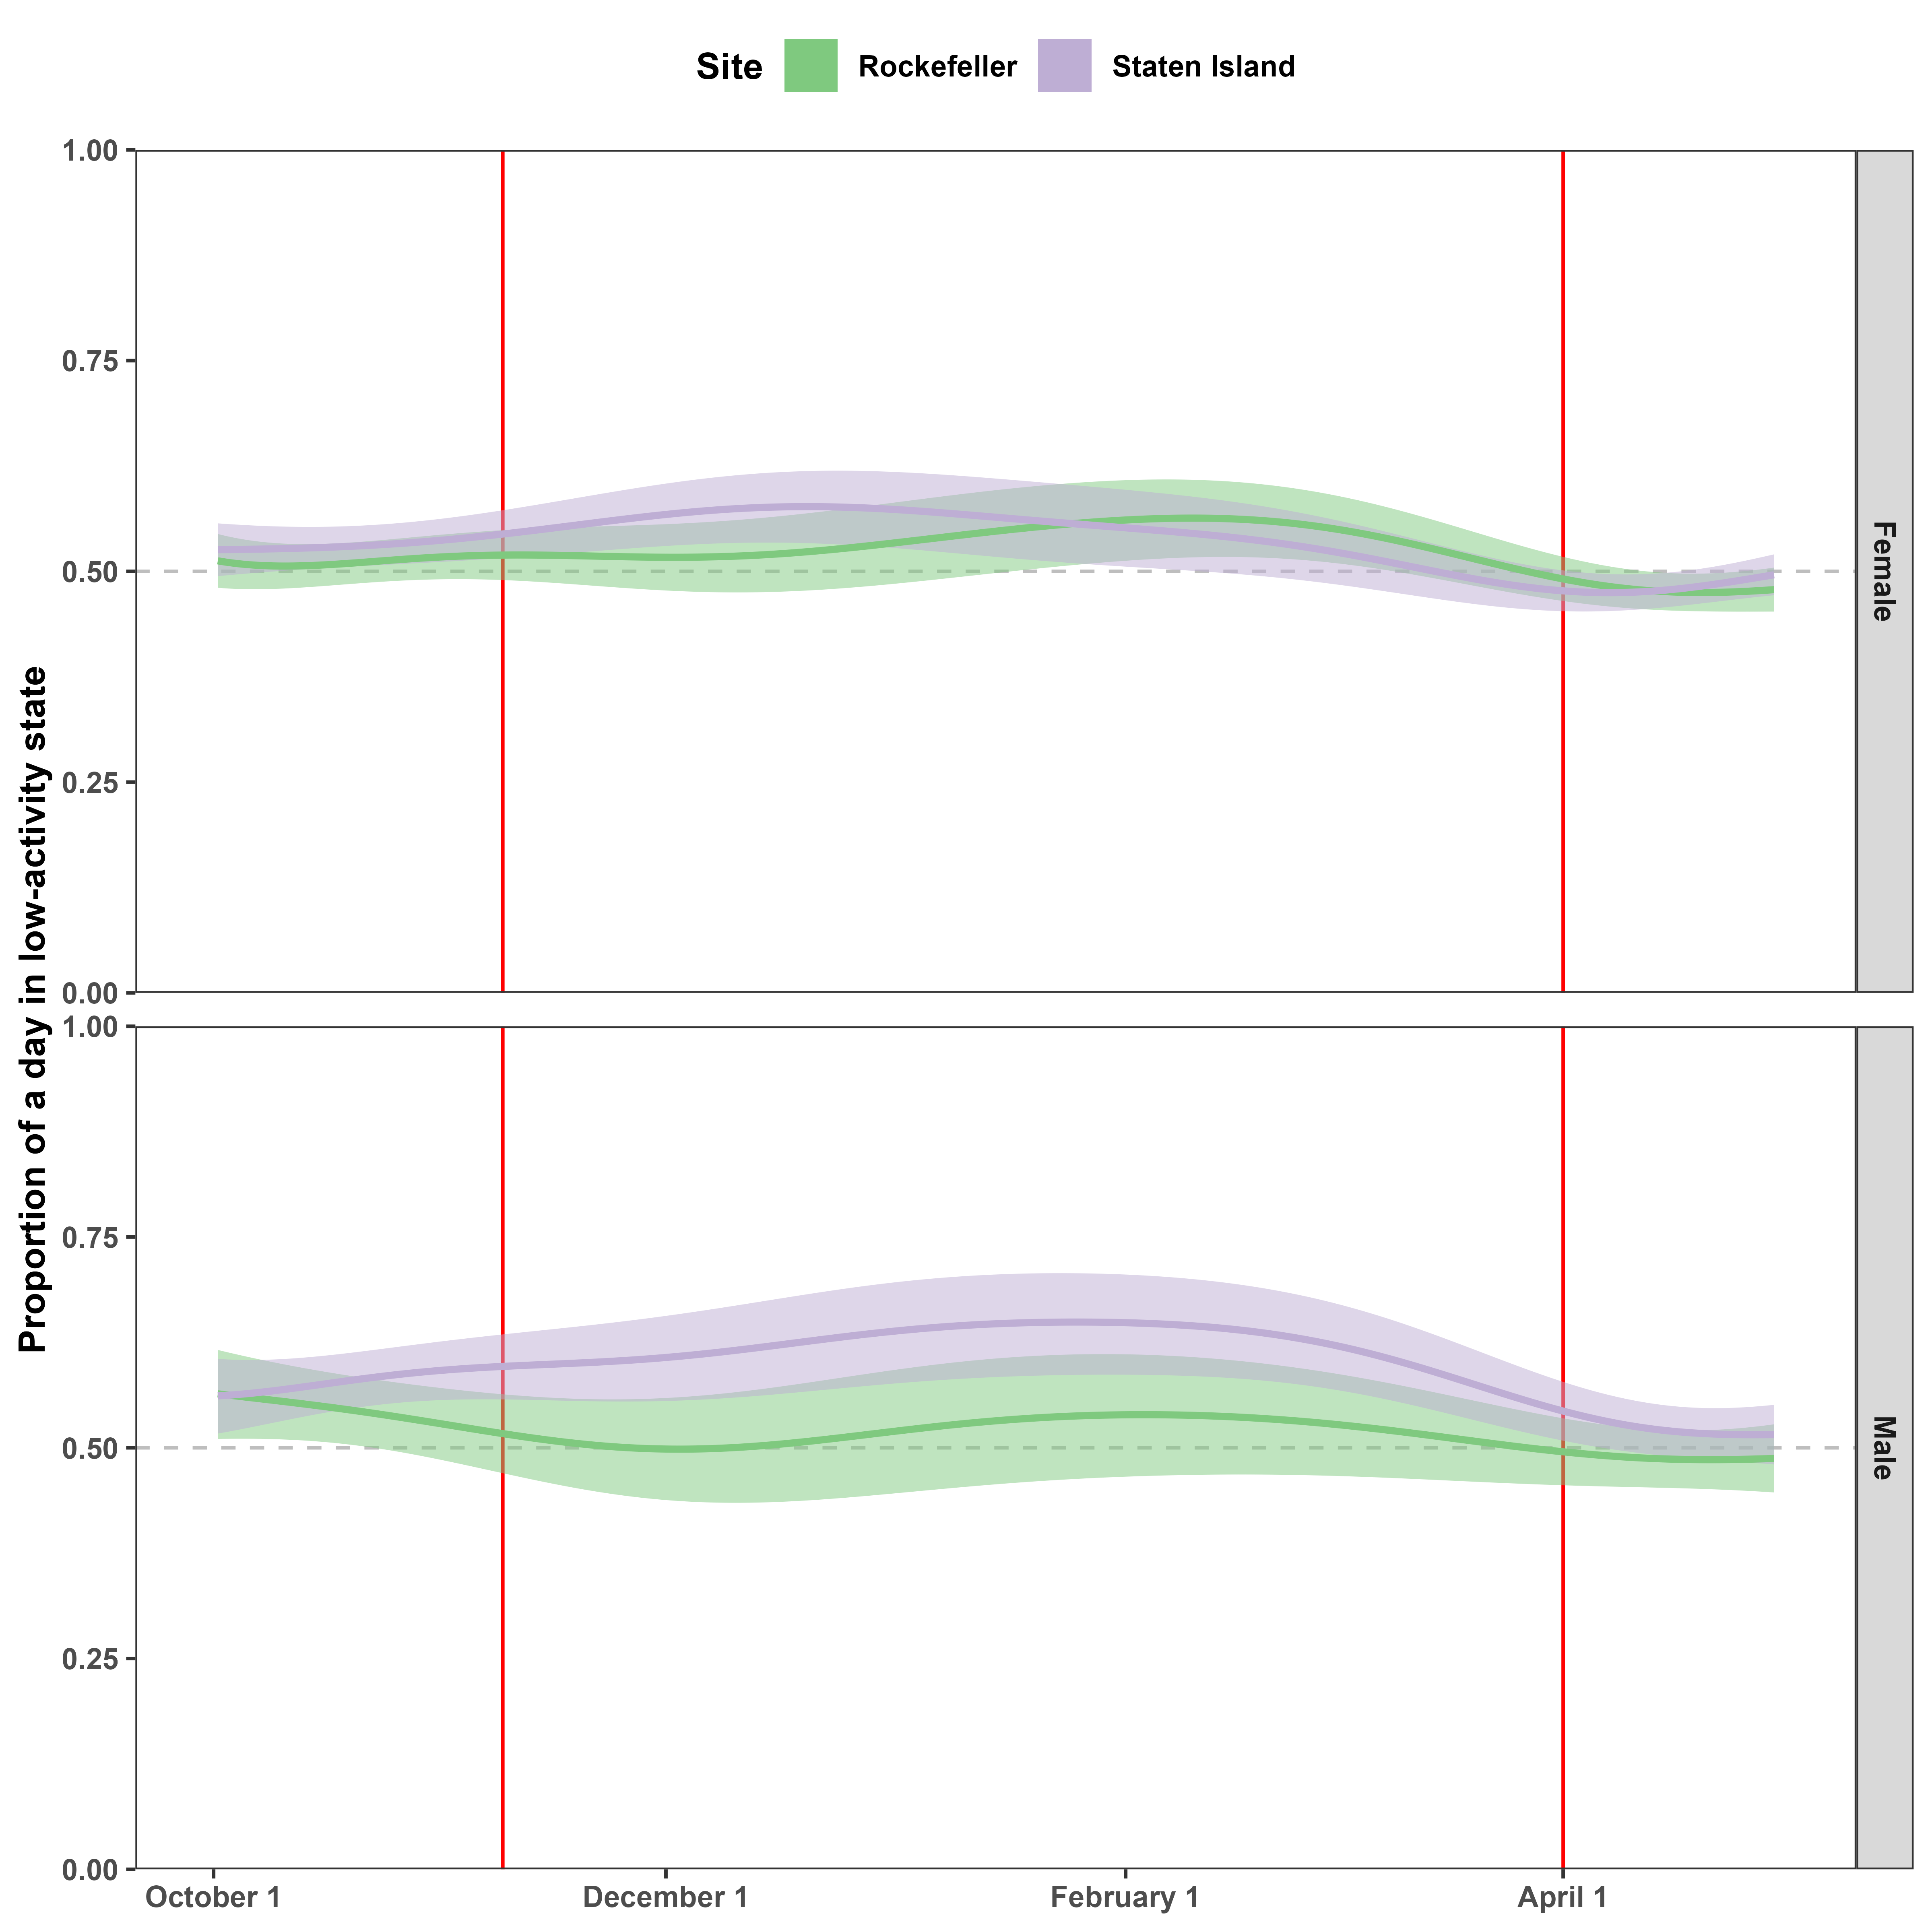 Site Rockefeller Staten Island
Proportion of a day in low-activity state
1.00
0.75
0.50
0.25
0.00
Female
1.00
0.75
0.50
0.25
0.00
Male
October 1 December 1 February 1 April 1